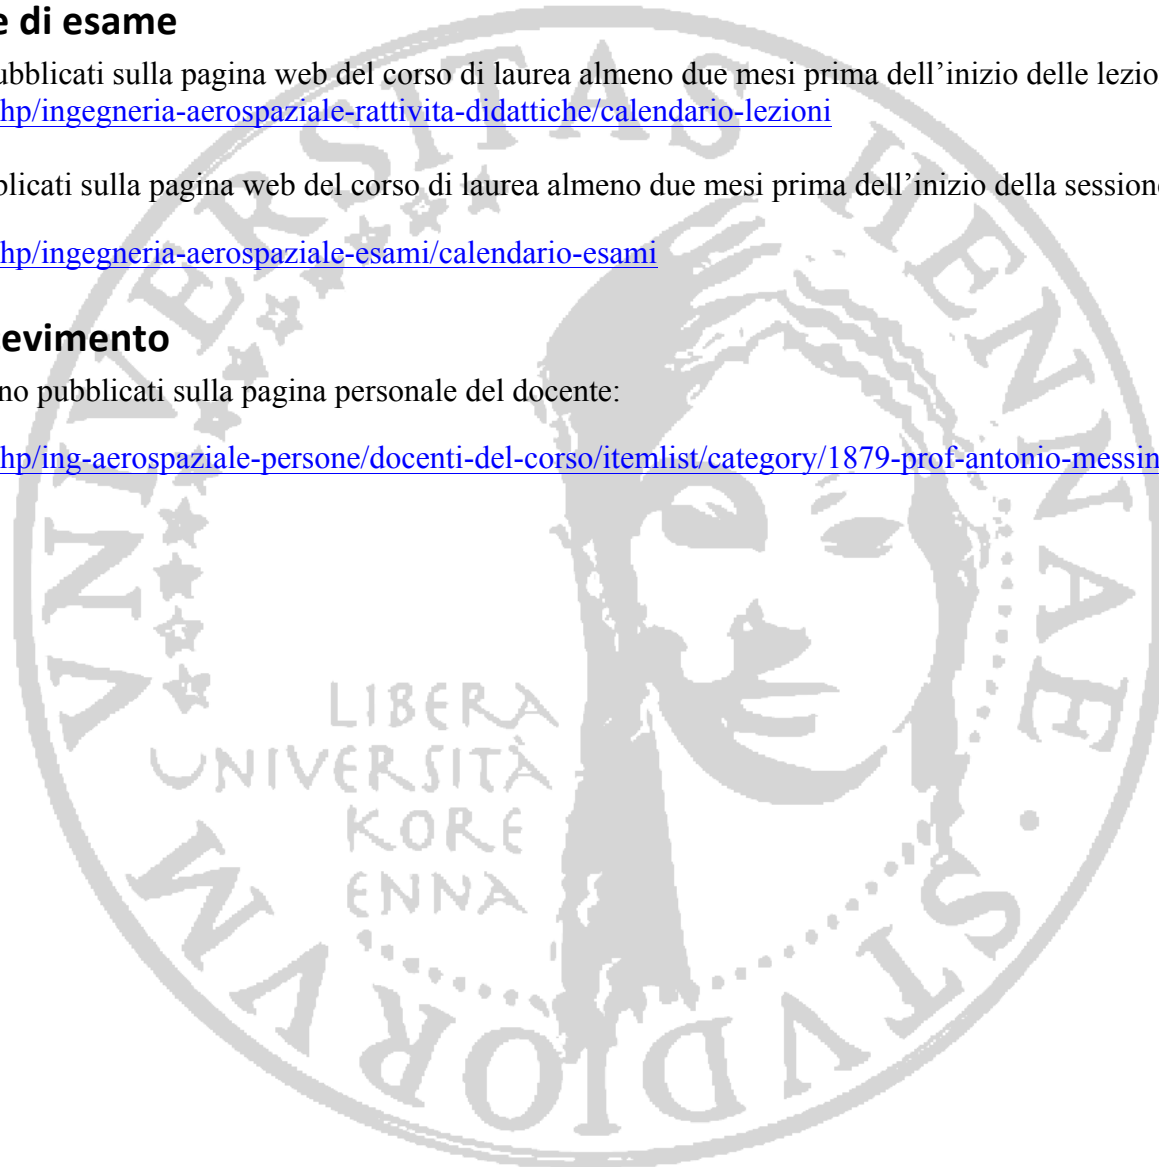 e di esame
ubblicati sulla pagina web del corso di laurea almeno due mesi prima dell’inizio delle lezio
hp/ingegneria-aerospaziale-rattivita-didattiche/calendario-lezioni
blicati sulla pagina web del corso di laurea almeno due mesi prima dell’inizio della session
hp/ingegneria-aerospaziale-esami/calendario-esami
evimento
no pubblicati sulla pagina personale del docente:
hp/ing-aerospaziale-persone/docenti-del-corso/itemlist/category/1879-prof-antonio-messin
VNIVERSITAS HENNAE · STVDIORVM
LIBERA
UNIVERSITÀ
KORE
ENNA